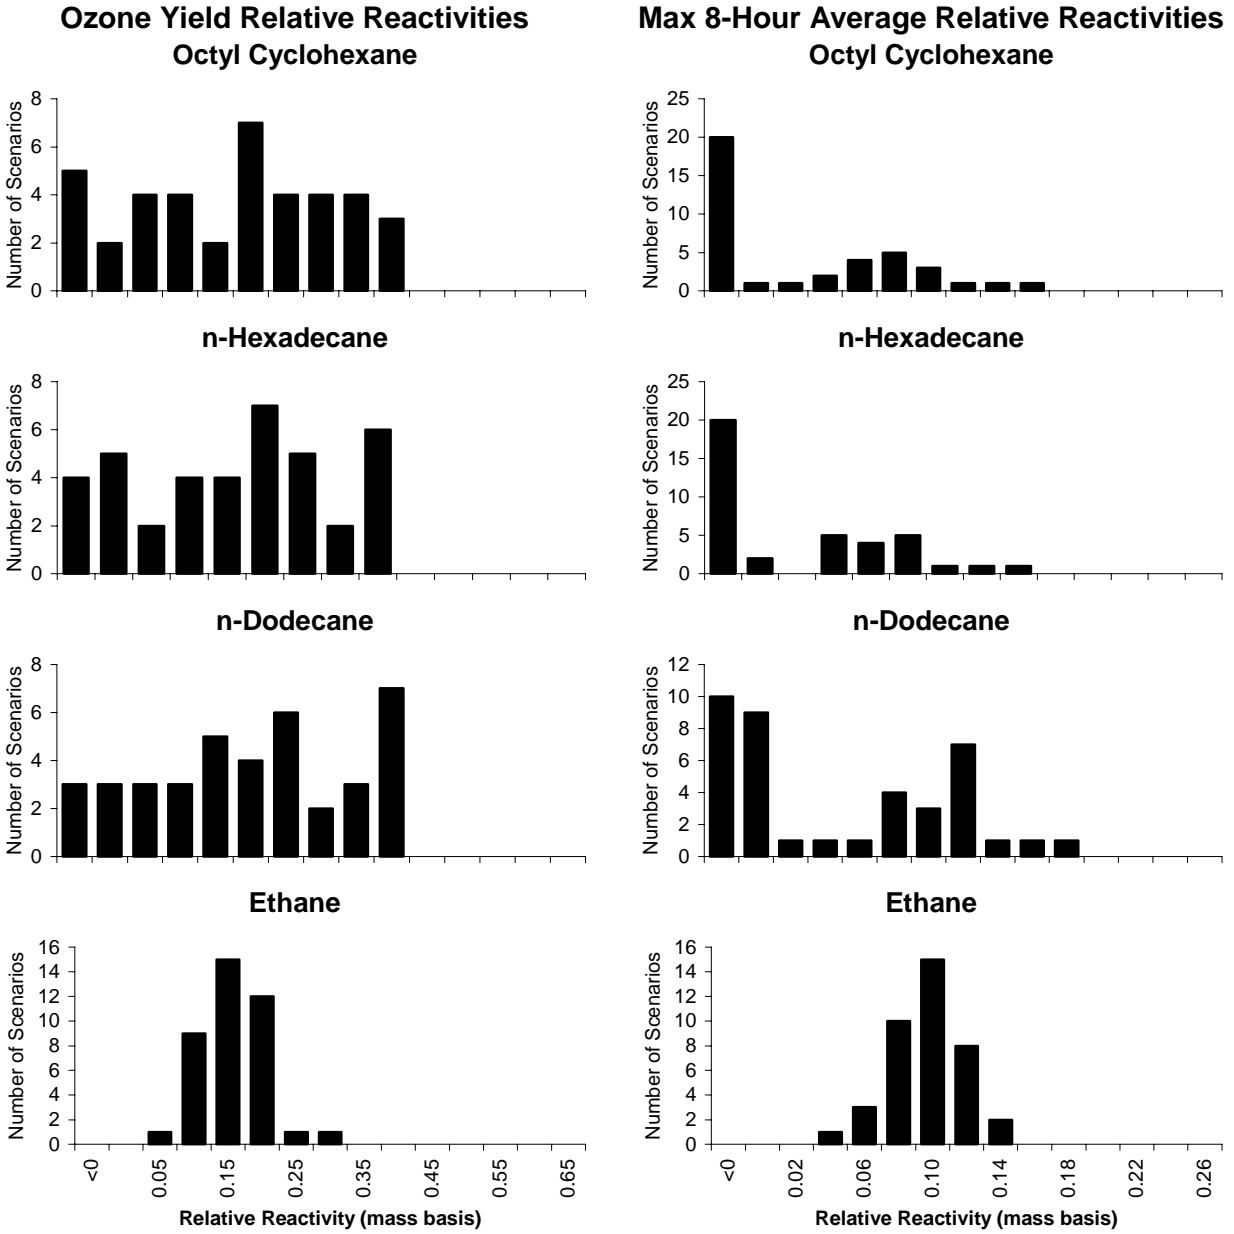 Ozone Yield Relative Reactivities
Octyl Cyclohexane
Number of Scenarios
8
6
4
2
0
n-Hexadecane
Number of Scenarios
8
6
4
2
0
n-Dodecane
Number of Scenarios
8
6
4
2
0
Ethane
Number of Scenarios
16
14
12
10
8
6
4
2
0
<0 0.05 0.15 0.25 0.35 0.45 0.55 0.65
Relative Reactivity (mass basis)
Max 8-Hour Average Relative Reactivities
Octyl Cyclohexane
Number of Scenarios
25
20
15
10
5
0
n-Hexadecane
Number of Scenarios
25
20
15
10
5
0
n-Dodecane
Number of Scenarios
12
10
8
6
4
2
0
Ethane
Number of Scenarios
16
14
12
10
8
6
4
2
0
<0 0.02 0.06 0.10 0.14 0.18 0.22 0.26
Relative Reactivity (mass basis)